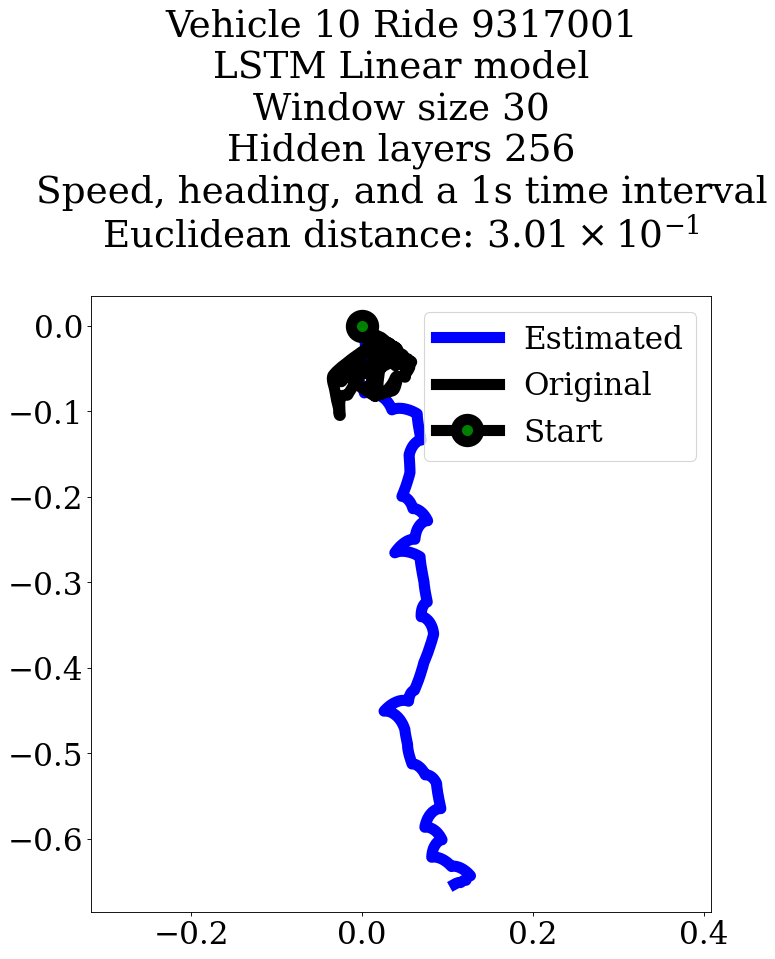 Vehicle 10 Ride 9317001
LSTM Linear model
Window size 30
Hidden layers 256
Speed, heading, and a 1s time interval
Euclidean distance: 3.01 × 10⁻¹
Estimated
Original
Start
0.0
−0.1
−0.2
−0.3
−0.4
−0.5
−0.6
−0.2 0.0 0.2 0.4